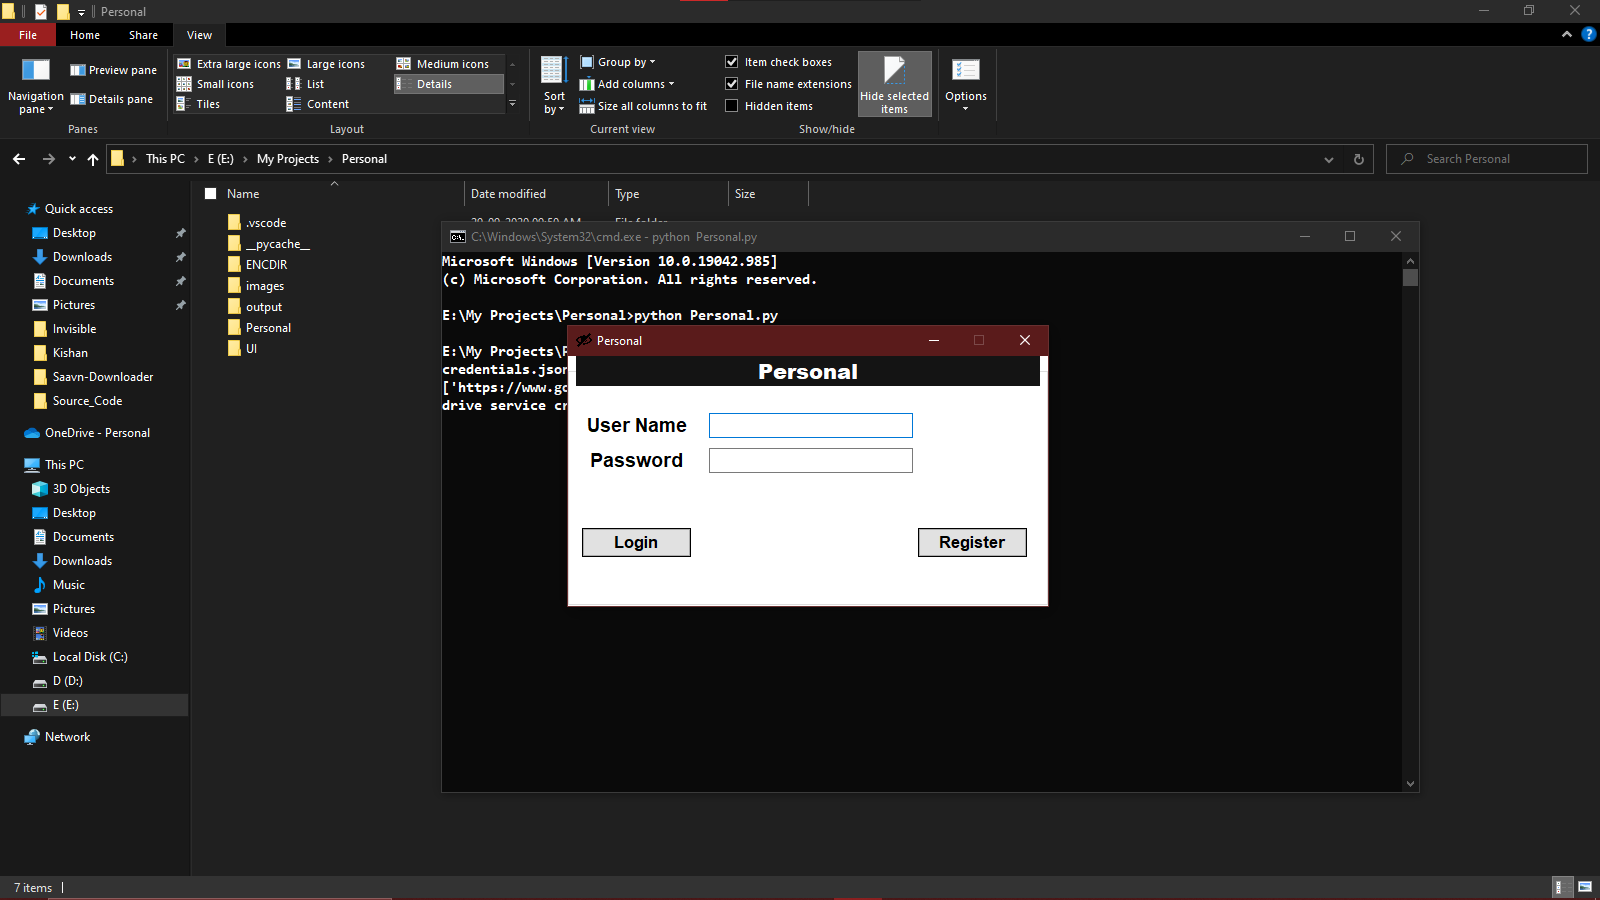 Personal
File Home Share View
Navigation pane
Preview pane
Details pane
Panes
Extra large icons Large icons Medium icons
Small icons List Details
Tiles Content
Layout
Sort by
Group by
Add columns
Size all columns to fit
Current view
Item check boxes
File name extensions
Hidden items
Hide selected items
Show/hide
Options
This PC › E (E:) › My Projects › Personal
Search Personal
Name Date modified Type Size
Quick access
Desktop
Downloads
Documents
Pictures
Invisible
Kishan
Saavn-Downloader
Source_Code
OneDrive - Personal
This PC
3D Objects
Desktop
Documents
Downloads
Music
Pictures
Videos
Local Disk (C:)
D (D:)
E (E:)
Network
.vscode
__pycache__
ENCDIR
images
output
Personal
UI
C:\Windows\System32\cmd.exe - python  Personal.py
Microsoft Windows [Version 10.0.19042.985]
(c) Microsoft Corporation. All rights reserved.
E:\My Projects\Personal>python Personal.py
E:\My Projects\
credentials.json
['https://www.go
drive service cr
Personal
Personal
User Name
Password
Login Register
7 items